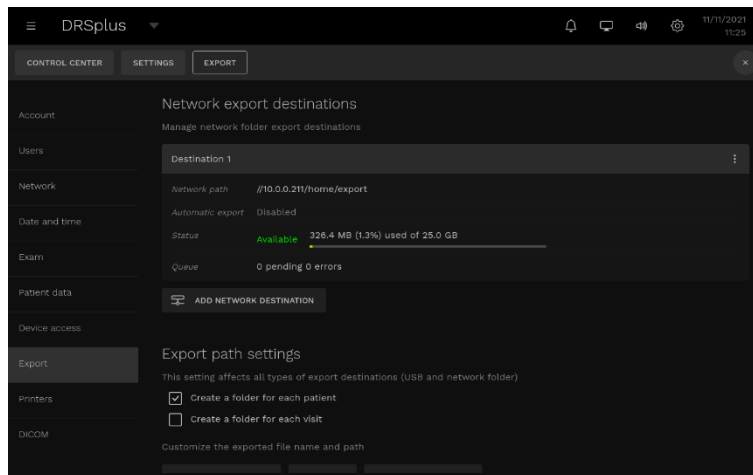 DRSplus
11/11/2021
11:25
CONTROL CENTER
SETTINGS
EXPORT
Account
Users
Network
Date and time
Exam
Patient data
Device access
Export
Printers
DICOM
Network export destinations
Manage network folder export destinations
Destination 1
Network path //10.0.0.211/home/export
Automatic export Disabled
Status Available 326.4 MB (1.3%) used of 25.0 GB
Queue 0 pending 0 errors
ADD NETWORK DESTINATION
Export path settings
This setting affects all types of export destinations (USB and network folder)
Create a folder for each patient
Create a folder for each visit
Customize the exported file name and path